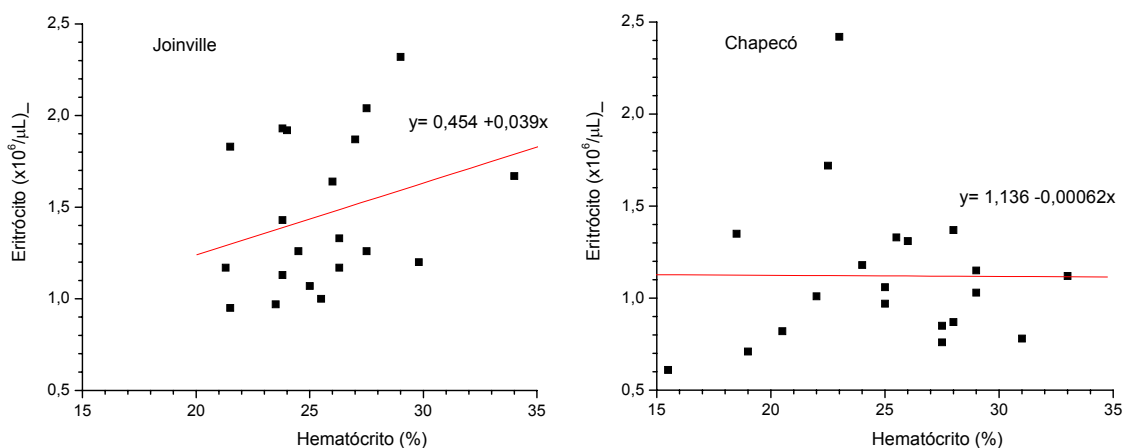 Joinville
y= 0,454 +0,039x
Eritrócito (x10⁶/μL)_
2,5
2,0
1,5
1,0
0,5
15
20
25
30
35
Hematócrito (%)
Chapecó
y= 1,136 -0,00062x
Eritrócito (x10⁶/μL)_
2,5
2,0
1,5
1,0
0,5
15
20
25
30
35
Hematócrito (%)